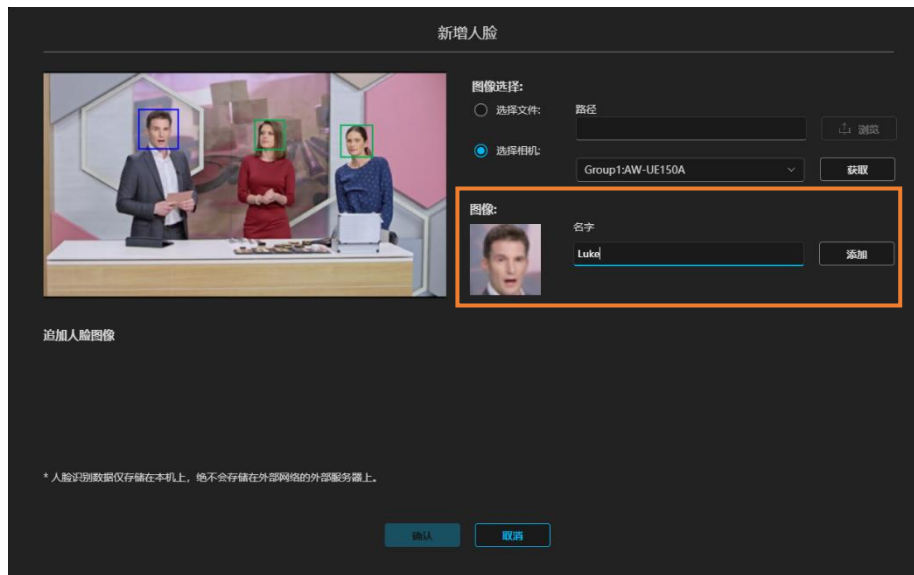 新增人脸
图像选择:
选择文件:
路径
浏览
选择相机:
Group1:AW-UE150A
获取
图像:
名字
Luke
添加
追加人脸图像
* 人脸识别数据仅存储在本机上，绝不会存储在外部网络的外部服务器上。
确认
取消